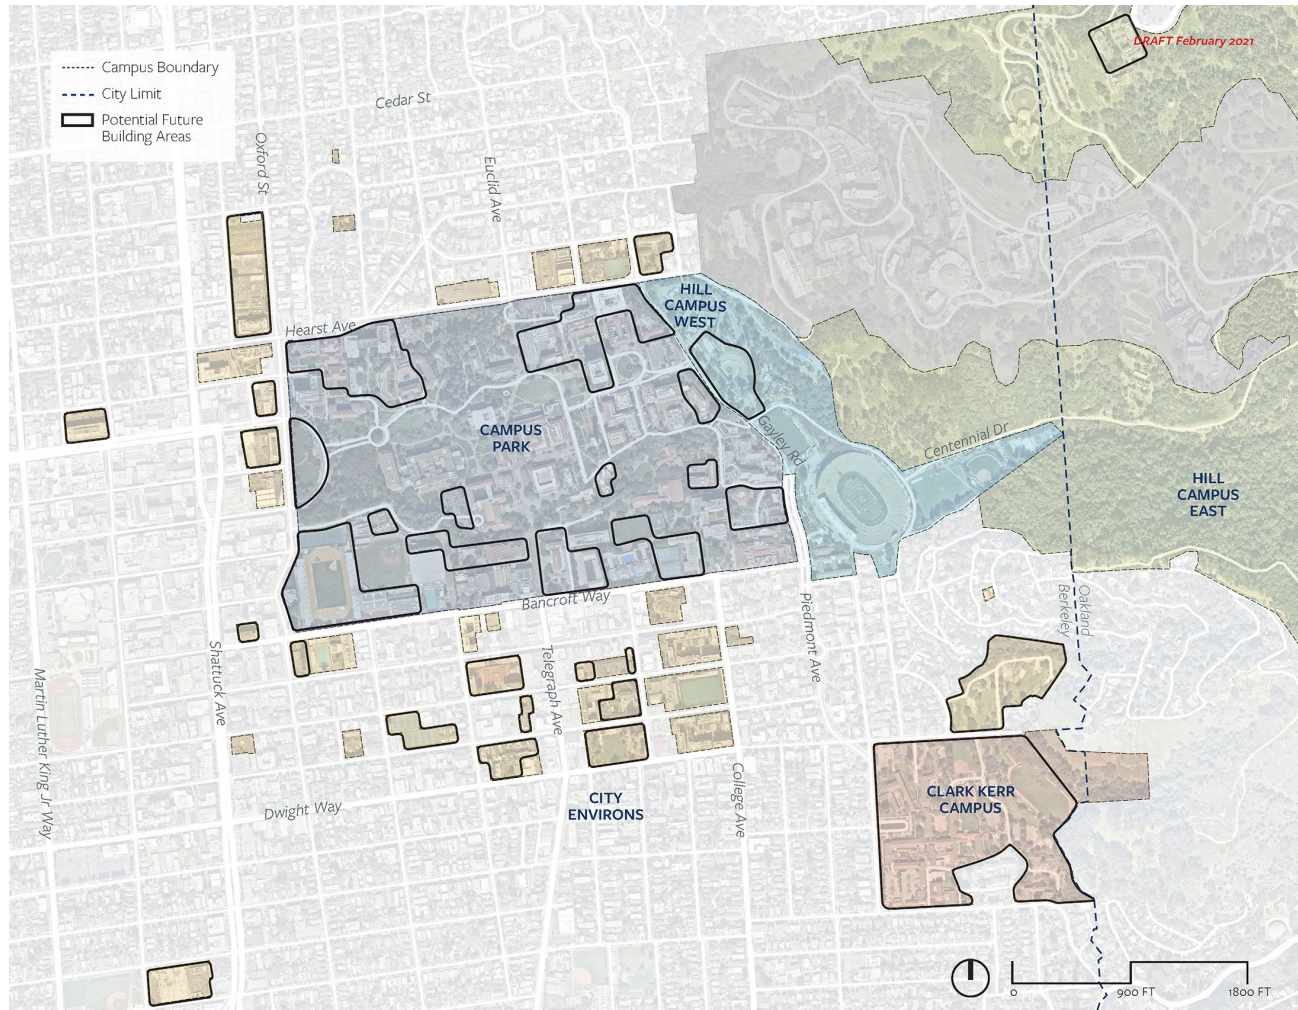 DRAFT February 2021
Campus Boundary
City Limit
Potential Future
Building Areas
Cedar St
Oxford St
Euclid Ave
Hearst Ave
HILL
CAMPUS
WEST
CAMPUS
PARK
Gayley Rd
Centennial Dr
HILL
CAMPUS
EAST
Bancroft Way
Piedmont Ave
Oakland
Berkeley
Shattuck Ave
Telegraph Ave
Martin Luther King Jr Way
Dwight Way
CITY
ENVIRONS
College Ave
CLARK KERR
CAMPUS
0
900 FT
1800 FT